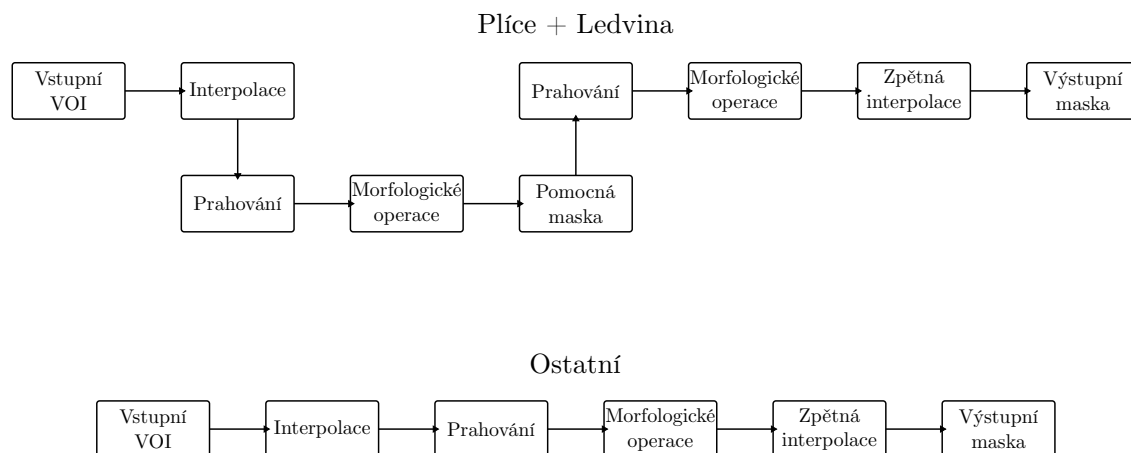 Plíce + Ledvina
Vstupní
VOI
Interpolace
Prahování
Morfologické
operace
Pomocná
maska
Prahování
Morfologické
operace
Zpětná
interpolace
Výstupní
maska
Ostatní
Vstupní
VOI
Interpolace
Prahování
Morfologické
operace
Zpětná
interpolace
Výstupní
maska